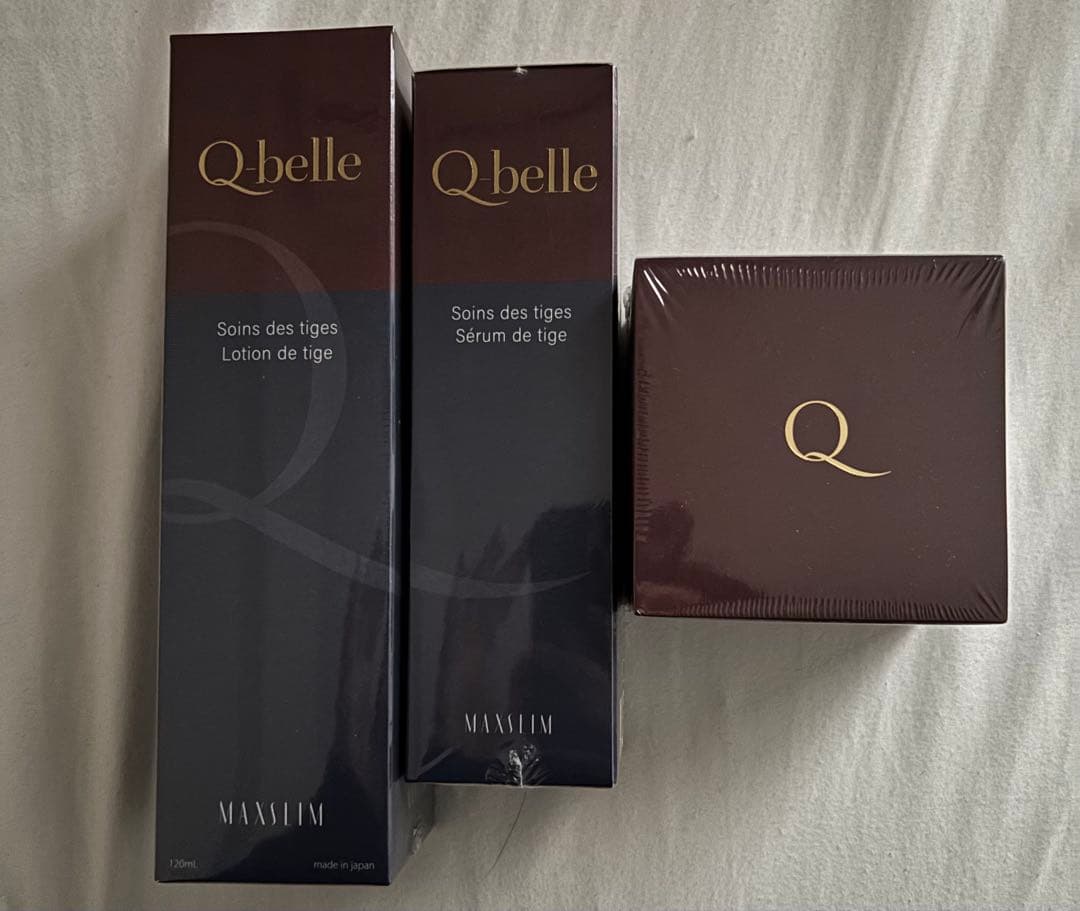 Q-belle
Soins des tiges
Lotion de tige
MAXSLIM
120mL
made in japan
Q-belle
Soins des tiges
Sérum de tige
MAXSLIM
Q